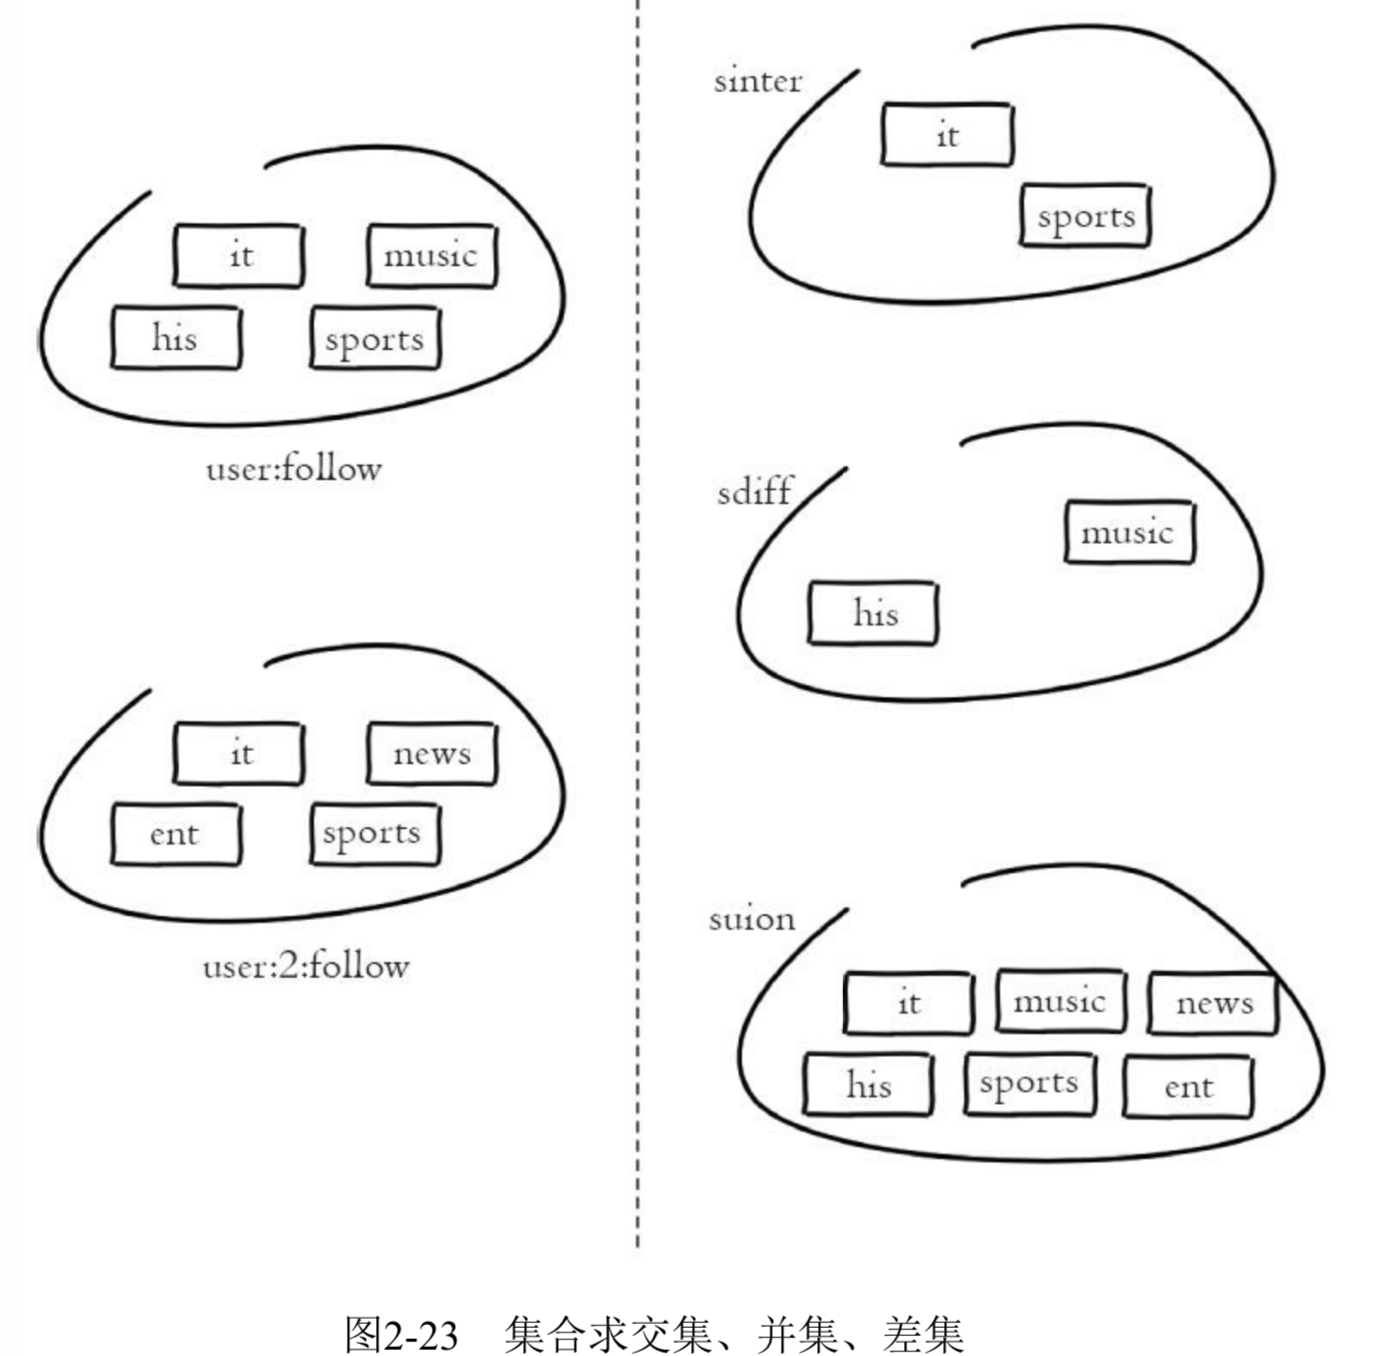 it
music
his
sports
user:follow
it
news
ent
sports
user:2:follow
sinter
it
sports
sdiff
music
his
suion
it
music
news
his
sports
ent
图2-23 集合求交集、并集、差集